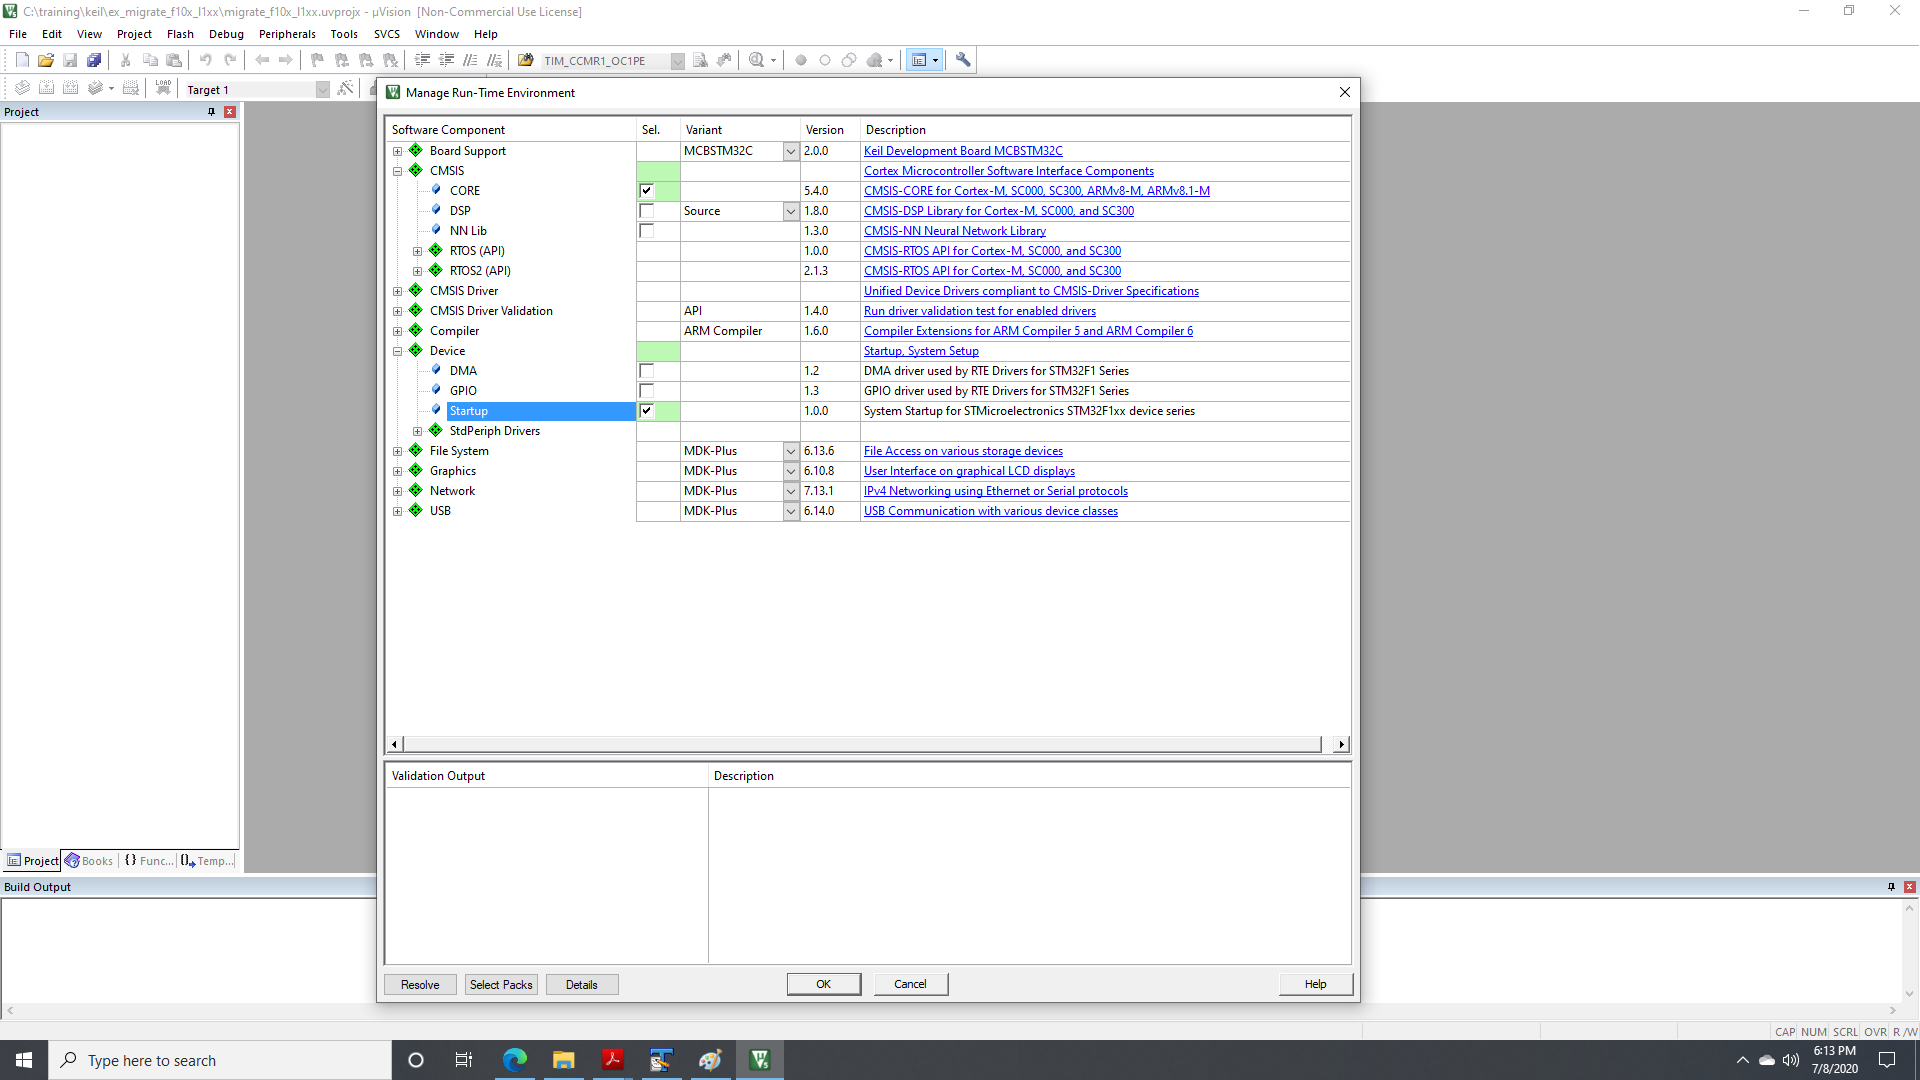 C:\training\keil\ex_migrate_f10x_l1xx\migrate_f10x_l1xx.uvprojx - µVision  [Non-Commercial Use License]
File Edit View Project Flash Debug Peripherals Tools SVCS Window Help
TIM_CCMR1_OC1PE
LOAD Target 1
Project
Manage Run-Time Environment
Software Component Sel. Variant Version Description
Board Support MCBSTM32C 2.0.0 Keil Development Board MCBSTM32C
CMSIS Cortex Microcontroller Software Interface Components
CORE 5.4.0 CMSIS-CORE for Cortex-M, SC000, SC300, ARMv8-M, ARMv8.1-M
DSP Source 1.8.0 CMSIS-DSP Library for Cortex-M, SC000, and SC300
NN Lib 1.3.0 CMSIS-NN Neural Network Library
RTOS (API) 1.0.0 CMSIS-RTOS API for Cortex-M, SC000, and SC300
RTOS2 (API) 2.1.3 CMSIS-RTOS API for Cortex-M, SC000, and SC300
CMSIS Driver Unified Device Drivers compliant to CMSIS-Driver Specifications
CMSIS Driver Validation API 1.4.0 Run driver validation test for enabled drivers
Compiler ARM Compiler 1.6.0 Compiler Extensions for ARM Compiler 5 and ARM Compiler 6
Device Startup, System Setup
DMA 1.2 DMA driver used by RTE Drivers for STM32F1 Series
GPIO 1.3 GPIO driver used by RTE Drivers for STM32F1 Series
Startup 1.0.0 System Startup for STMicroelectronics STM32F1xx device series
StdPeriph Drivers
File System MDK-Plus 6.13.6 File Access on various storage devices
Graphics MDK-Plus 6.10.8 User Interface on graphical LCD displays
Network MDK-Plus 7.13.1 IPv4 Networking using Ethernet or Serial protocols
USB MDK-Plus 6.14.0 USB Communication with various device classes
Validation Output Description
Project Books {} Func... Temp...
Build Output
Resolve Select Packs Details OK Cancel Help
CAP NUM SCRL OVR R/W
Type here to search
6:13 PM
7/8/2020